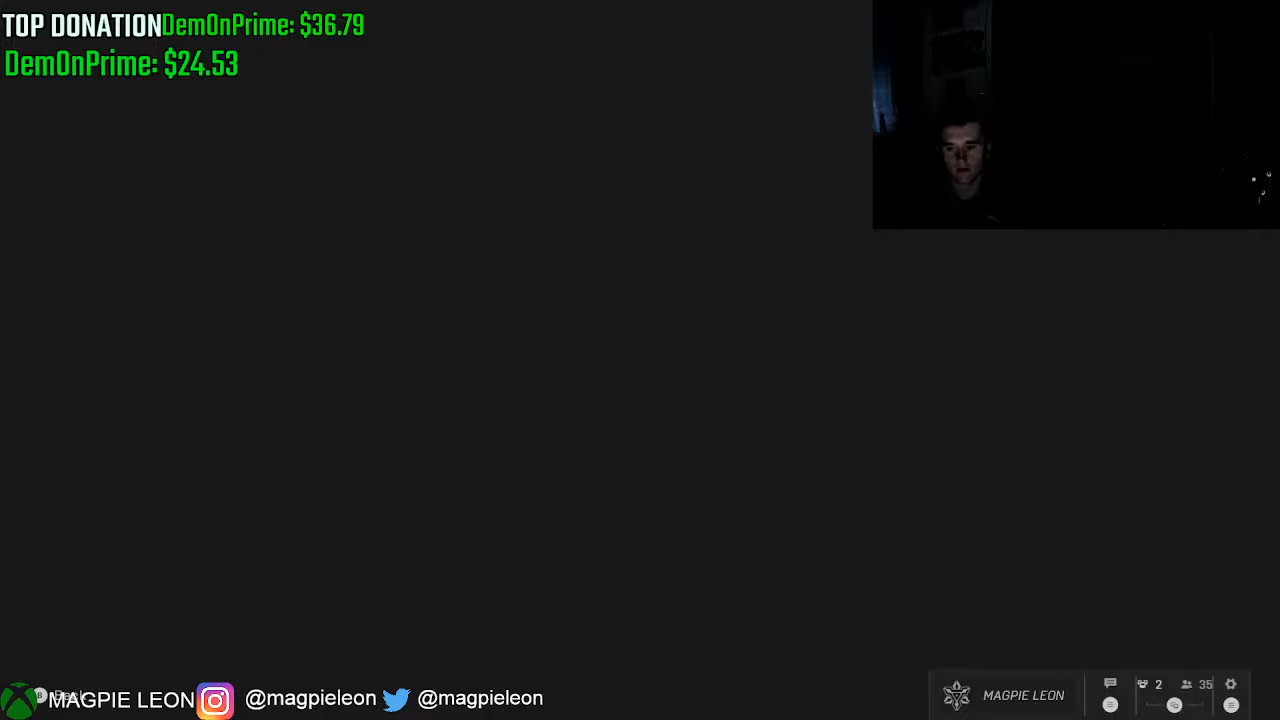 TOP DONATION DemOnPrime: $36.79
DemOnPrime: $24.53
MAGPIE LEON @magpieleon @magpieleon
MAGPIE LEON 2 35